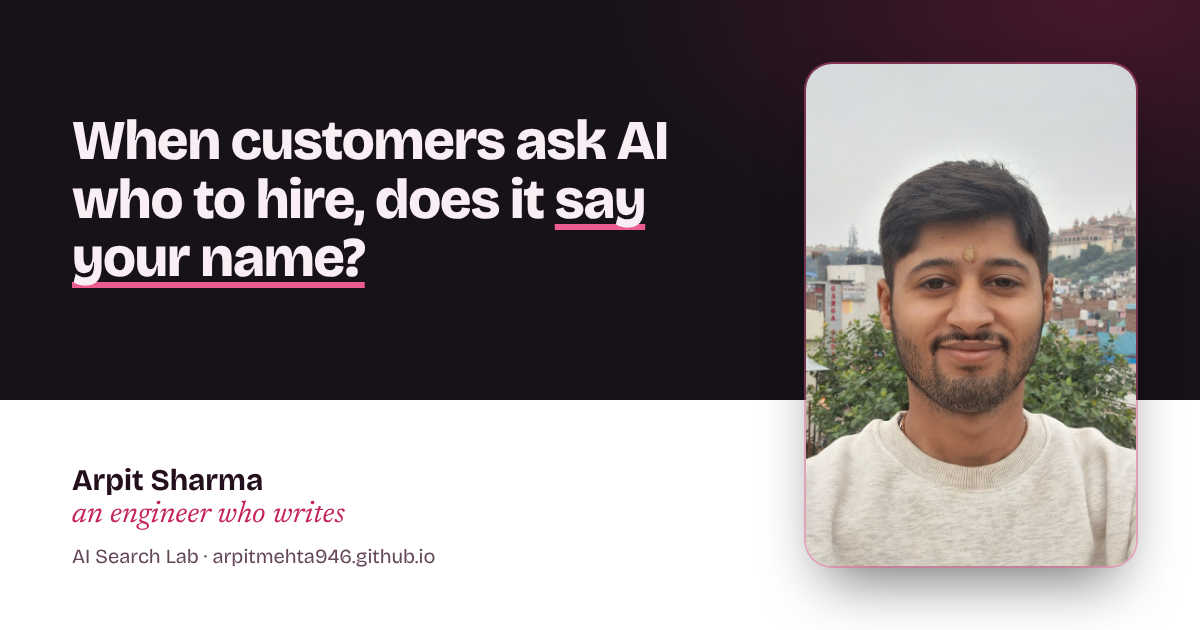 When customers ask AI
who to hire, does it say
your name?
Arpit Sharma
an engineer who writes
AI Search Lab · arpitmehta946.github.io
GANGA